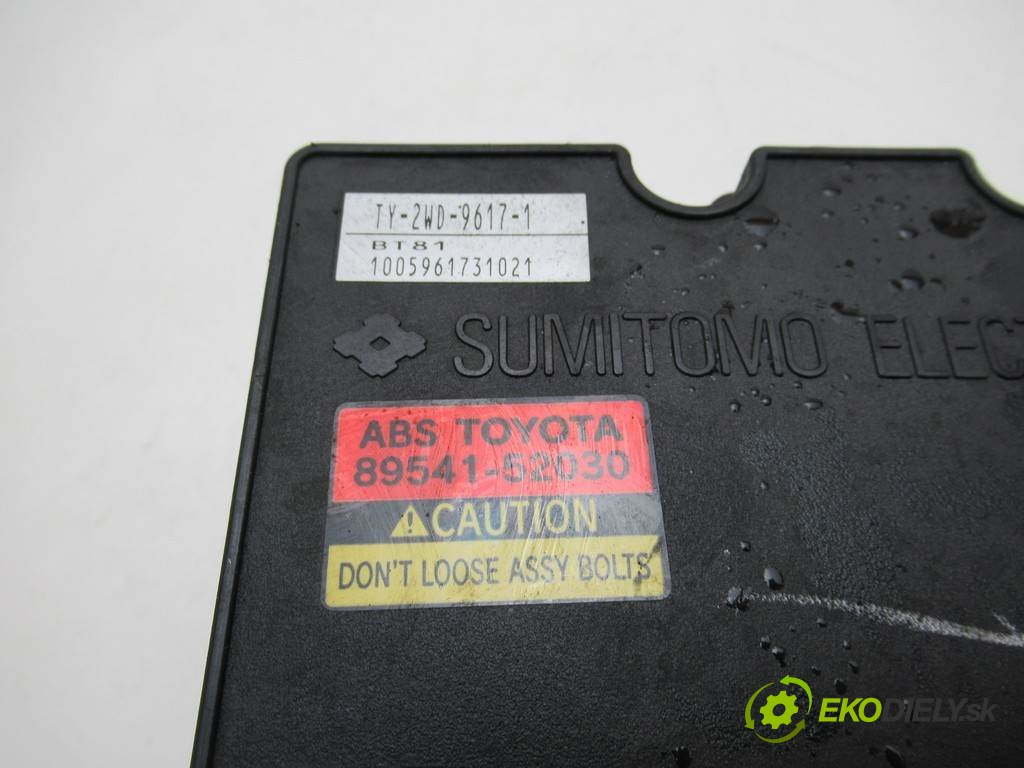 TY-2WD-9617-1
BT81
1005961731021
SUMITOMO ELEC
ABS TOYOTA
89541-52030
CAUTION
DON'T LOOSE ASSY BOLTS
EKODIELY.sk